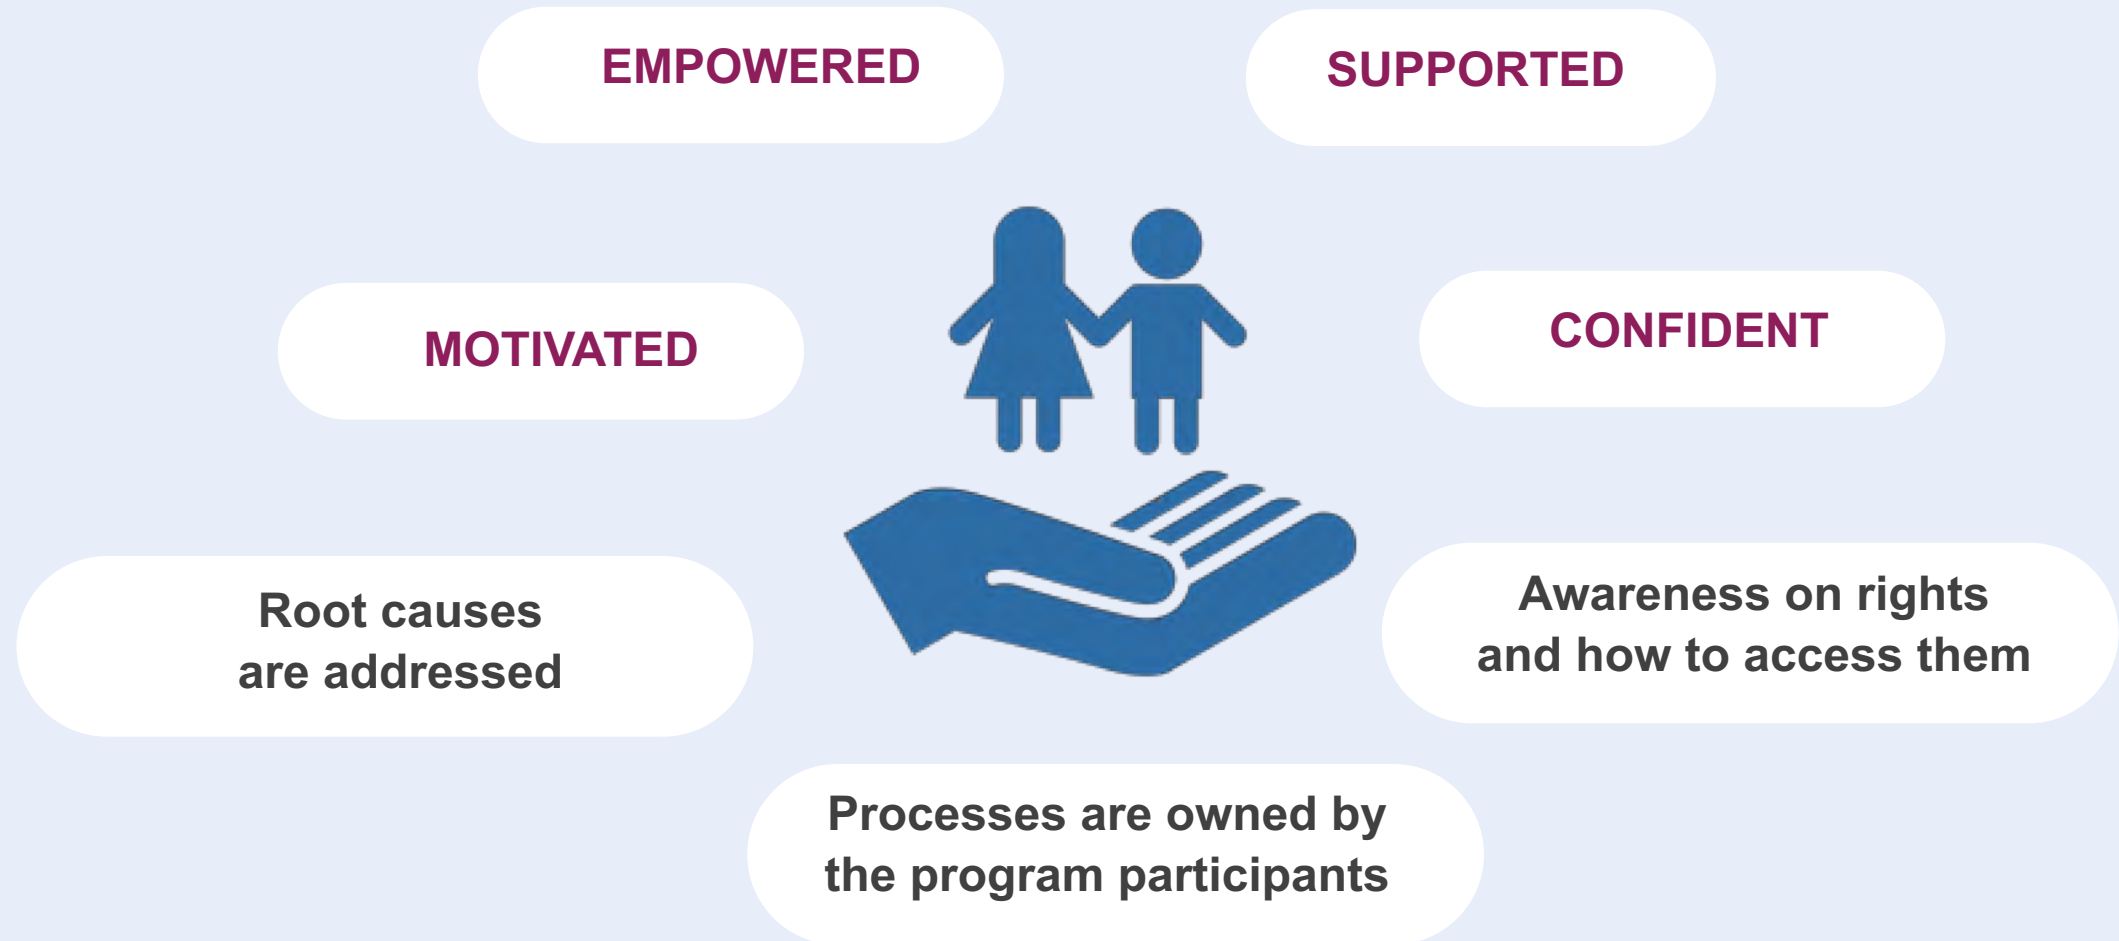 EMPOWERED
SUPPORTED
MOTIVATED
CONFIDENT
Root causes
are addressed
Awareness on rights
and how to access them
Processes are owned by
the program participants